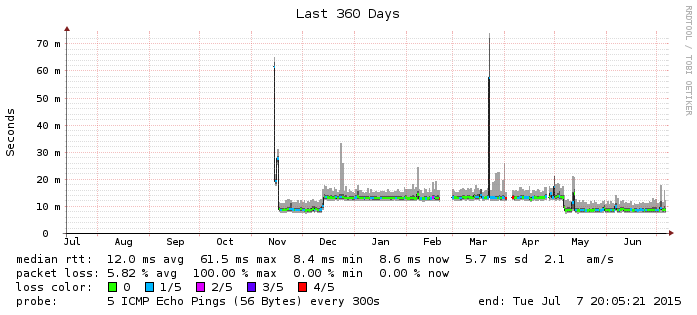 Last 360 Days
RRDTOOL / TOBI OETIKER
Seconds
70 m
60 m
50 m
40 m
30 m
20 m
10 m
0
Jul Aug Sep Oct Nov Dec Jan Feb Mar Apr May Jun
median rtt: 12.0 ms avg 61.5 ms max 8.4 ms min 8.6 ms now 5.7 ms sd 2.1 am/s
packet loss: 5.82 % avg 100.00 % max 0.00 % min 0.00 % now
loss color: 0 1/5 2/5 3/5 4/5
probe: 5 ICMP Echo Pings (56 Bytes) every 300s end: Tue Jul 7 20:05:21 2015